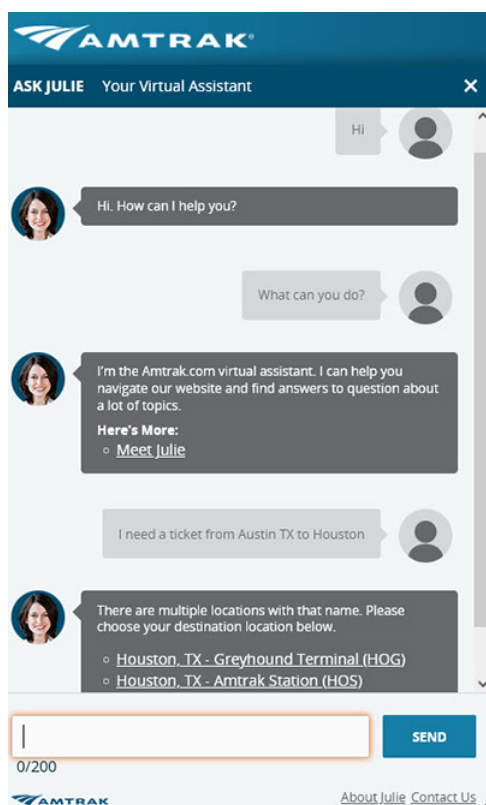 AMTRAK
ASK JULIE Your Virtual Assistant
Hi
Hi. How can I help you?
What can you do?
I'm the Amtrak.com virtual assistant. I can help you
navigate our website and find answers to question about
a lot of topics.
Here's More:
Meet Julie
I need a ticket from Austin TX to Houston
There are multiple locations with that name. Please
choose your destination location below.
Houston, TX - Greyhound Terminal (HOG)
Houston, TX - Amtrak Station (HOS)
SEND
0/200
AMTRAK
About Julie Contact Us